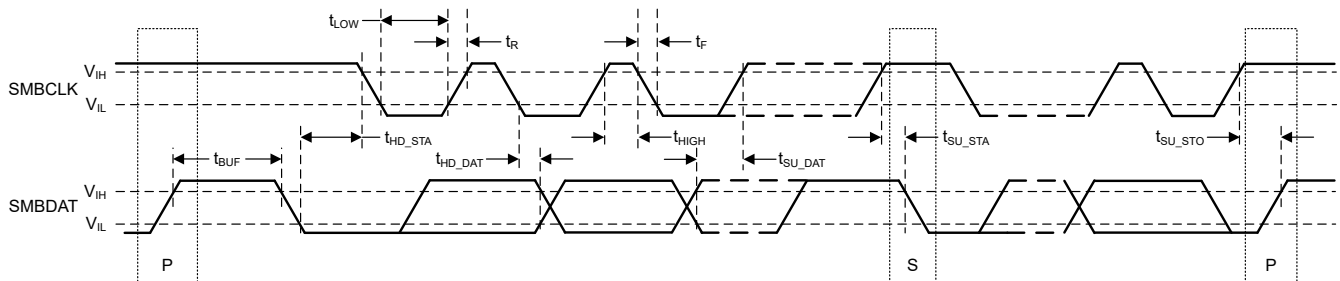 tLOW
tR
tF
VIH
SMBCLK
VIL
tHD_STA
tHIGH
tSU_STA
tSU_STO
tBUF
tHD_DAT
tSU_DAT
VIH
SMBDAT
VIL
P
S
P